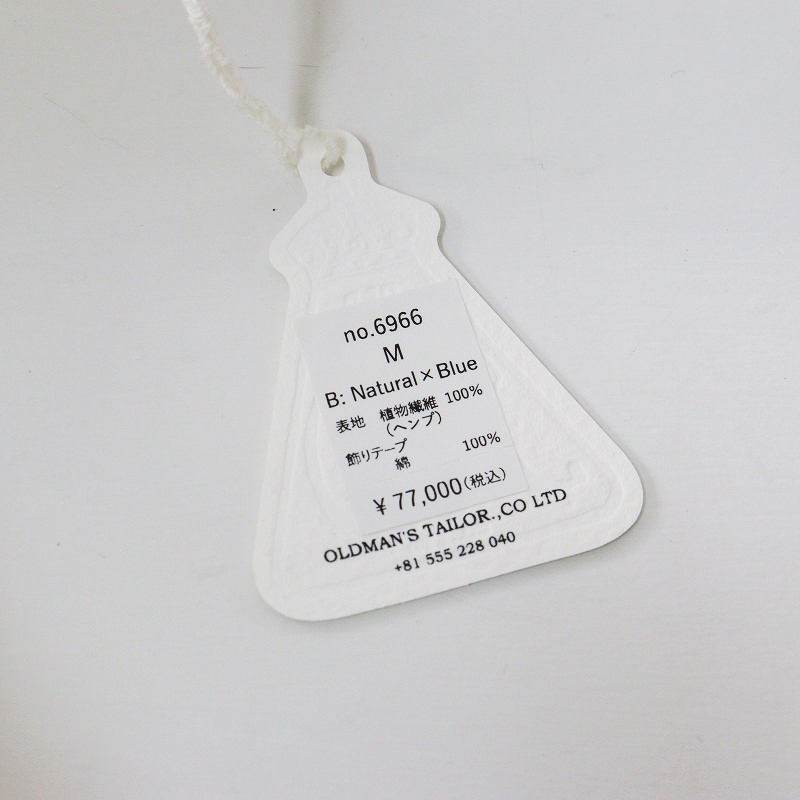 no.6966
M
B: Natural×Blue
表地 植物繊維 100%
(ヘンプ)
飾りテープ
綿 100%
¥77,000(税込)
OLDMAN'S TAILOR.,CO LTD
+81 555 228 040